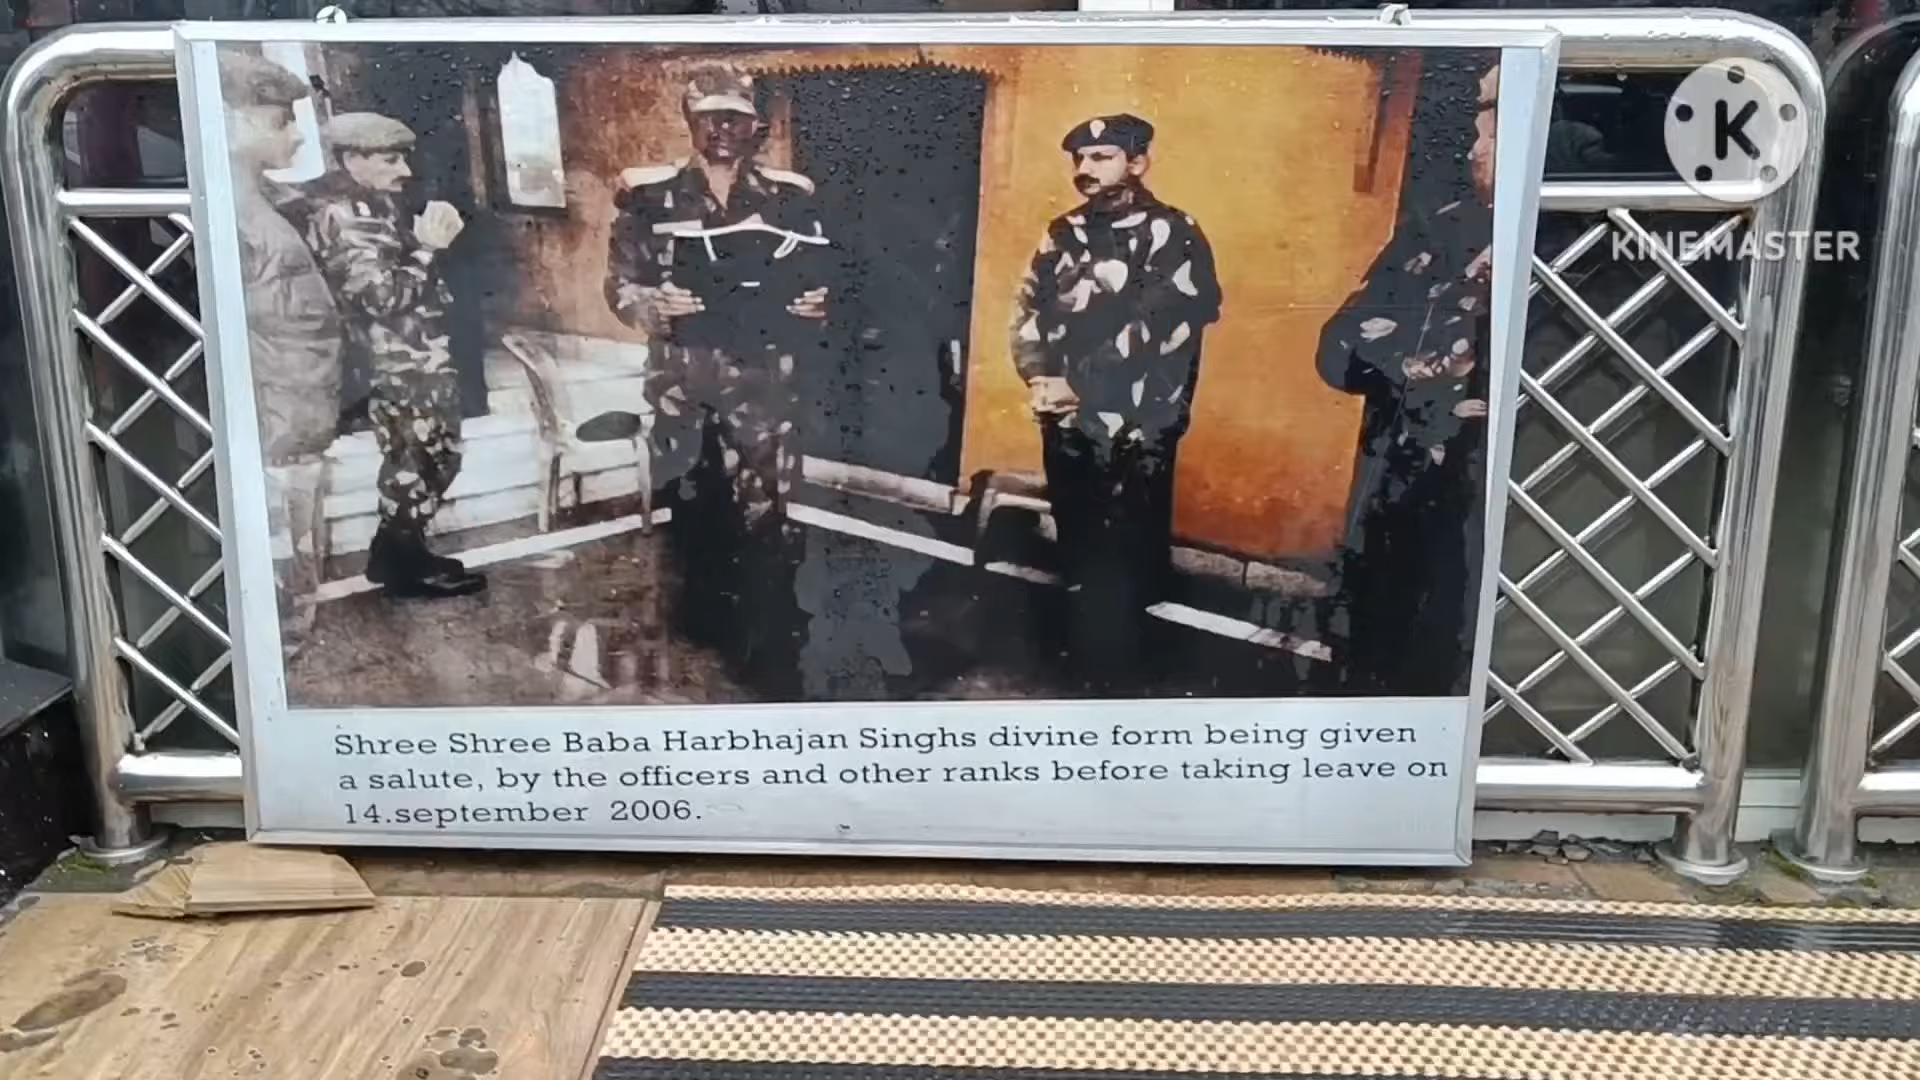 K
KINEMASTER
Shree Shree Baba Harbhajan Singhs divine form being given
a salute, by the officers and other ranks before taking leave on
14.september 2006.